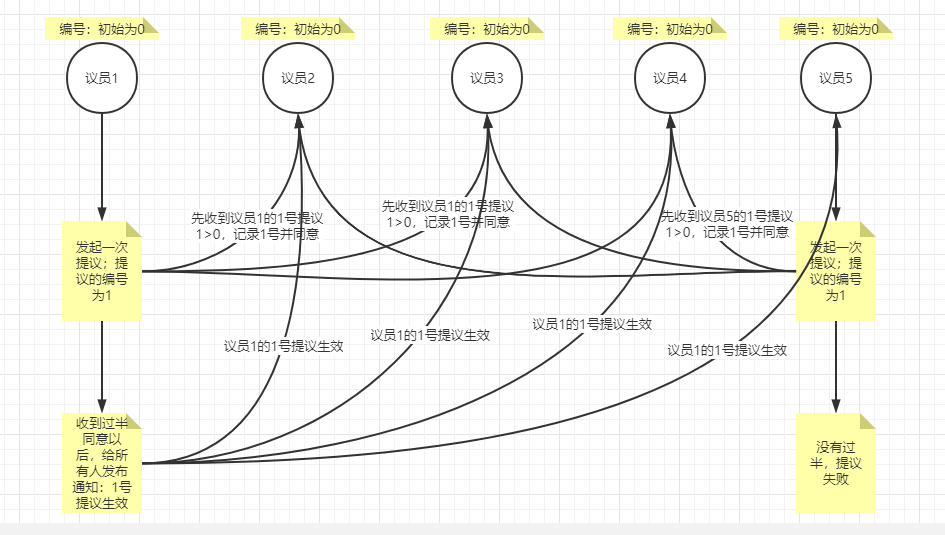 编号：初始为0
编号：初始为0
编号：初始为0
编号：初始为0
编号：初始为0
议员1
议员2
议员3
议员4
议员5
先收到议员1的1号提议
1>0，记录1号并同意
先收到议员1的1号提议
1>0，记录1号并同意
先收到议员5的1号提议
1>0，记录1号并同意
发起一次
提议；提
议的编号
为1
发起一次
提议；提
议的编号
为1
议员1的1号提议生效
议员1的1号提议生效
议员1的1号提议生效
议员1的1号提议生效
收到过半
同意以
后，给所
有人发布
通知：1号
提议生效
没有过
半，提议
失败